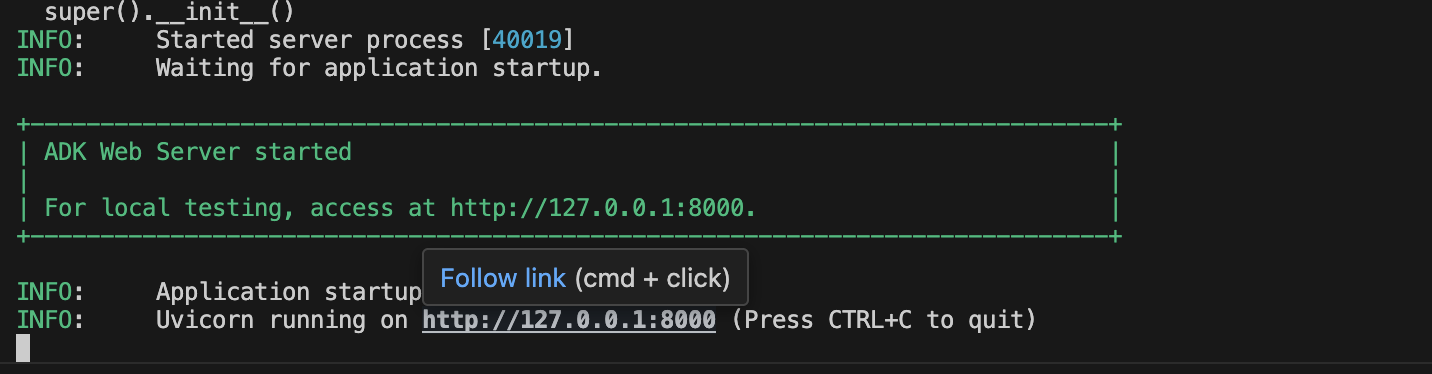 super().__init__()
INFO:     Started server process [40019]
INFO:     Waiting for application startup.
+-----------------------------------------------------------------------------+
| ADK Web Server started                                                      |
|                                                                             |
| For local testing, access at http://127.0.0.1:8000.                         |
+-----------------------------------------------------------------------------+
Follow link (cmd + click)
INFO:     Application startup
INFO:     Uvicorn running on http://127.0.0.1:8000 (Press CTRL+C to quit)